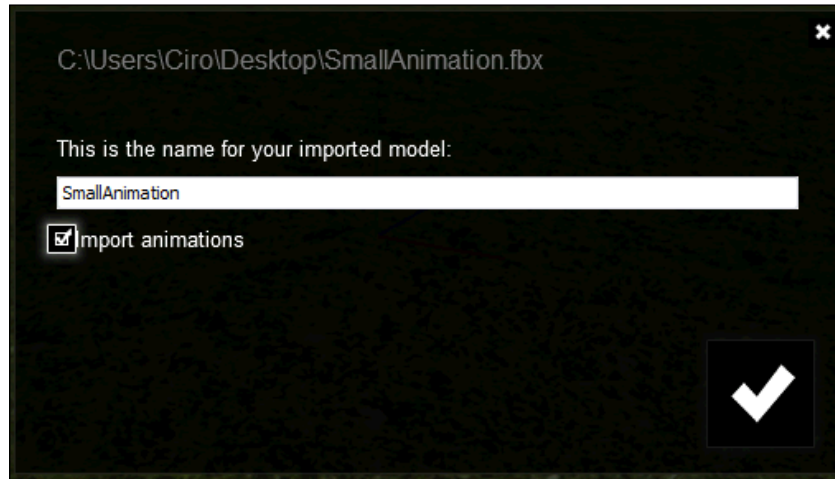 C:\Users\Ciro\Desktop\SmallAnimation.fbx
This is the name for your imported model:
SmallAnimation
Import animations